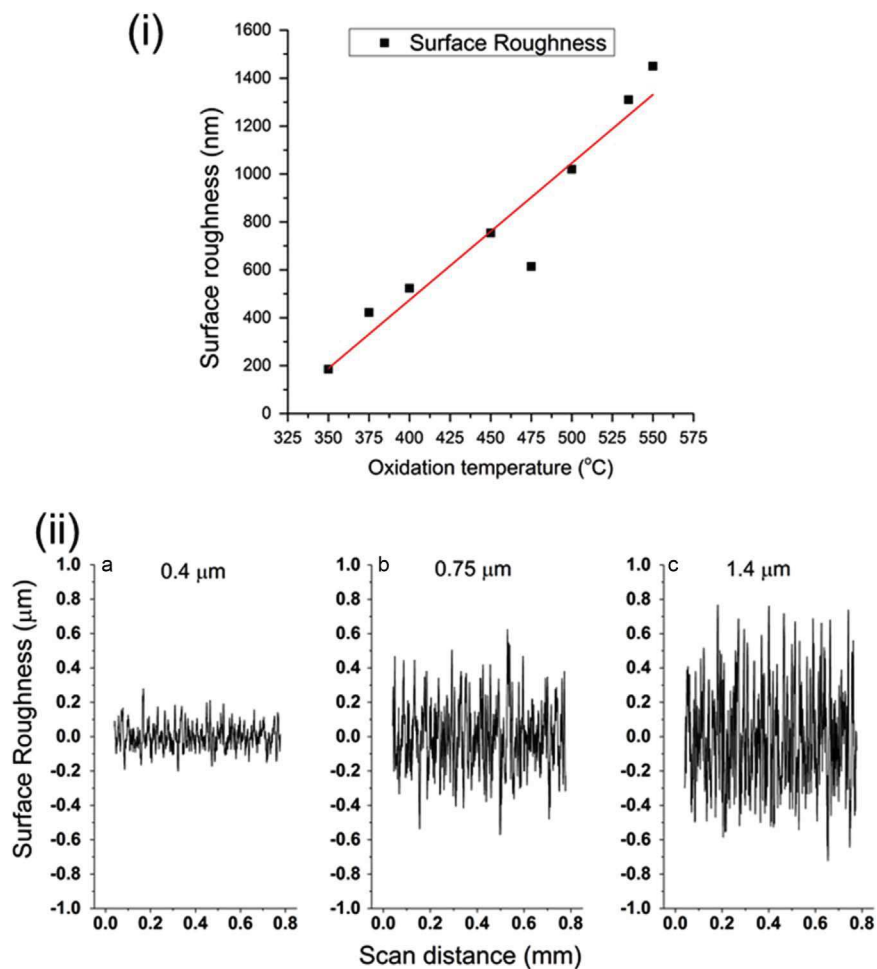 (i)
Surface Roughness
1600
1400
1200
1000
800
600
400
200
0
Surface roughness (nm)
325 350 375 400 425 450 475 500 525 550 575
Oxidation temperature (°C)
(ii)
a 0.4 μm
b 0.75 μm
c 1.4 μm
Surface Roughness (μm)
1.0 1.0 1.0
0.8 0.8 0.8
0.6 0.6 0.6
0.4 0.4 0.4
0.2 0.2 0.2
0.0 0.0 0.0
-0.2 -0.2 -0.2
-0.4 -0.4 -0.4
-0.6 -0.6 -0.6
-0.8 -0.8 -0.8
-1.0 -1.0 -1.0
0.0 0.2 0.4 0.6 0.8 0.0 0.2 0.4 0.6 0.8 0.0 0.2 0.4 0.6 0.8
Scan distance (mm)